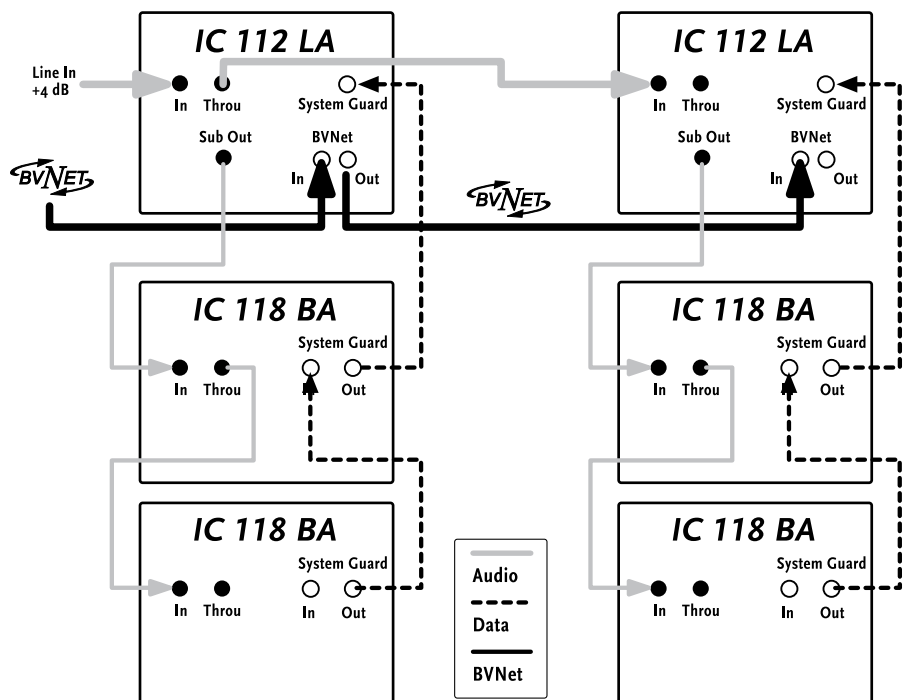 IC 112 LA
IC 112 LA
Line In
+4 dB
In
Throu
System Guard
In
Throu
System Guard
Sub Out
BVNet
Sub Out
BVNet
In
Out
In
Out
BVNET
BVNET
IC 118 BA
IC 118 BA
System Guard
System Guard
In
Throu
In
Out
In
Throu
In
Out
IC 118 BA
IC 118 BA
System Guard
System Guard
In
Throu
In
Out
In
Throu
In
Out
Audio
Data
BVNet